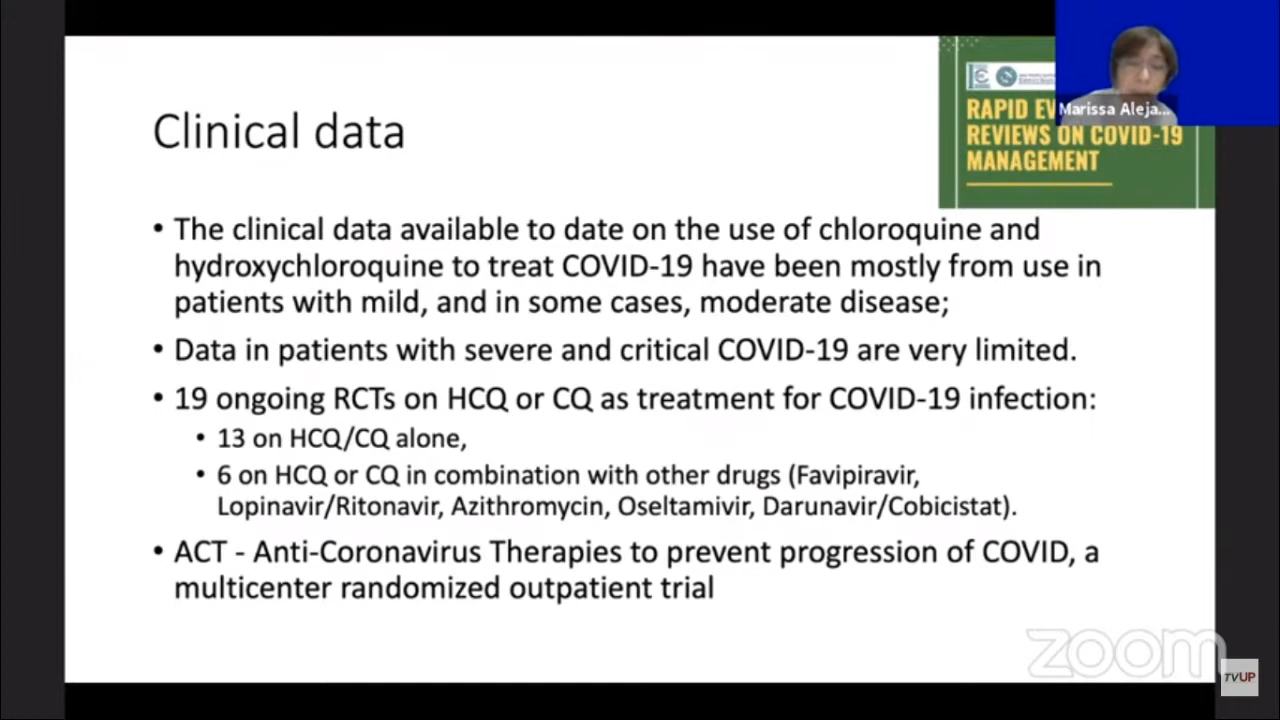 Clinical data
RAPID EV
REVIEWS ON COVID-19
MANAGEMENT
Marissa Aleja...
• The clinical data available to date on the use of chloroquine and
hydroxychloroquine to treat COVID-19 have been mostly from use in
patients with mild, and in some cases, moderate disease;
• Data in patients with severe and critical COVID-19 are very limited.
• 19 ongoing RCTs on HCQ or CQ as treatment for COVID-19 infection:
• 13 on HCQ/CQ alone,
• 6 on HCQ or CQ in combination with other drugs (Favipiravir,
Lopinavir/Ritonavir, Azithromycin, Oseltamivir, Darunavir/Cobicistat).
• ACT - Anti-Coronavirus Therapies to prevent progression of COVID, a
multicenter randomized outpatient trial
zoom
TVUP